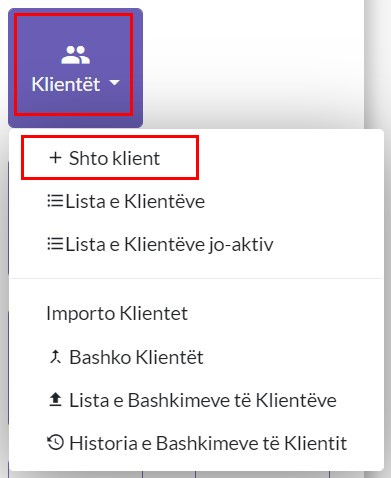 Klientët
Shto klient
Lista e Klientëve
Lista e Klientëve jo-aktiv
Importo Klientet
Bashko Klientët
Lista e Bashkimeve të Klientëve
Historia e Bashkimeve të Klientit